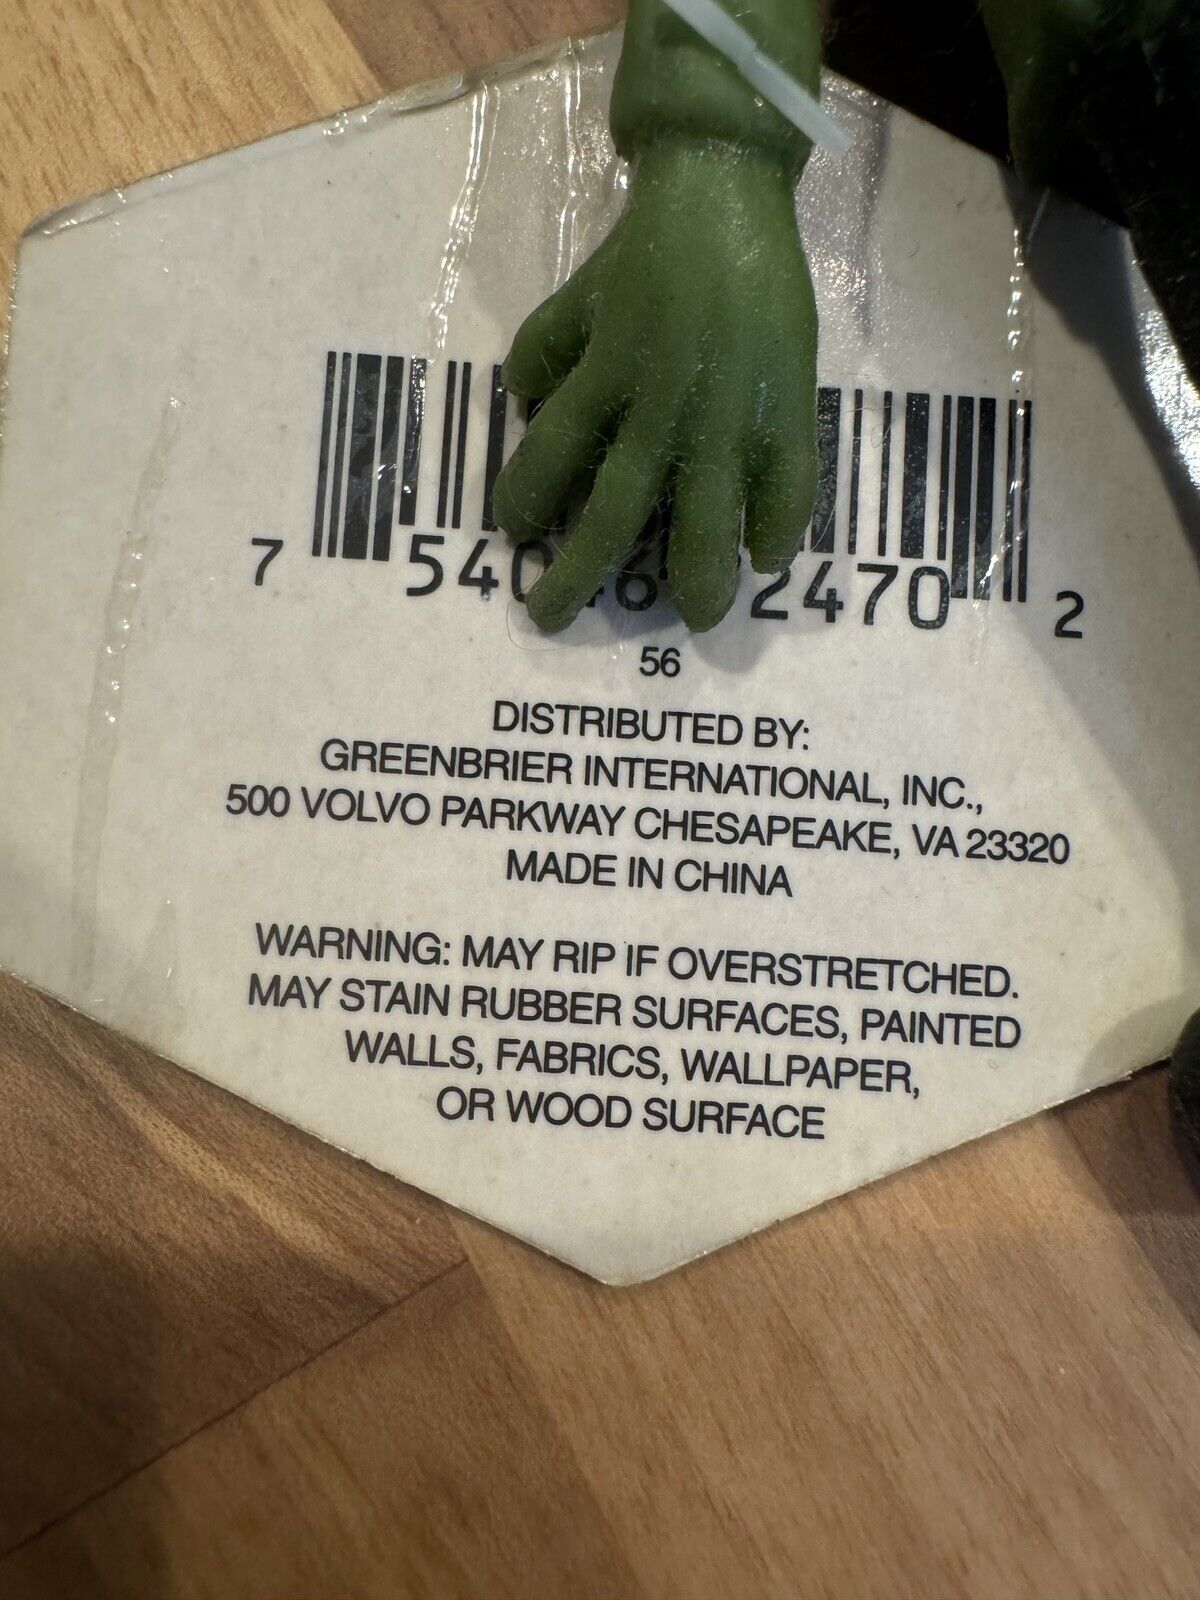 7 2470 2
56
DISTRIBUTED BY:
GREENBRIER INTERNATIONAL, INC.,
500 VOLVO PARKWAY CHESAPEAKE, VA 23320
MADE IN CHINA
WARNING: MAY RIP IF OVERSTRETCHED.
MAY STAIN RUBBER SURFACES, PAINTED
WALLS, FABRICS, WALLPAPER,
OR WOOD SURFACE